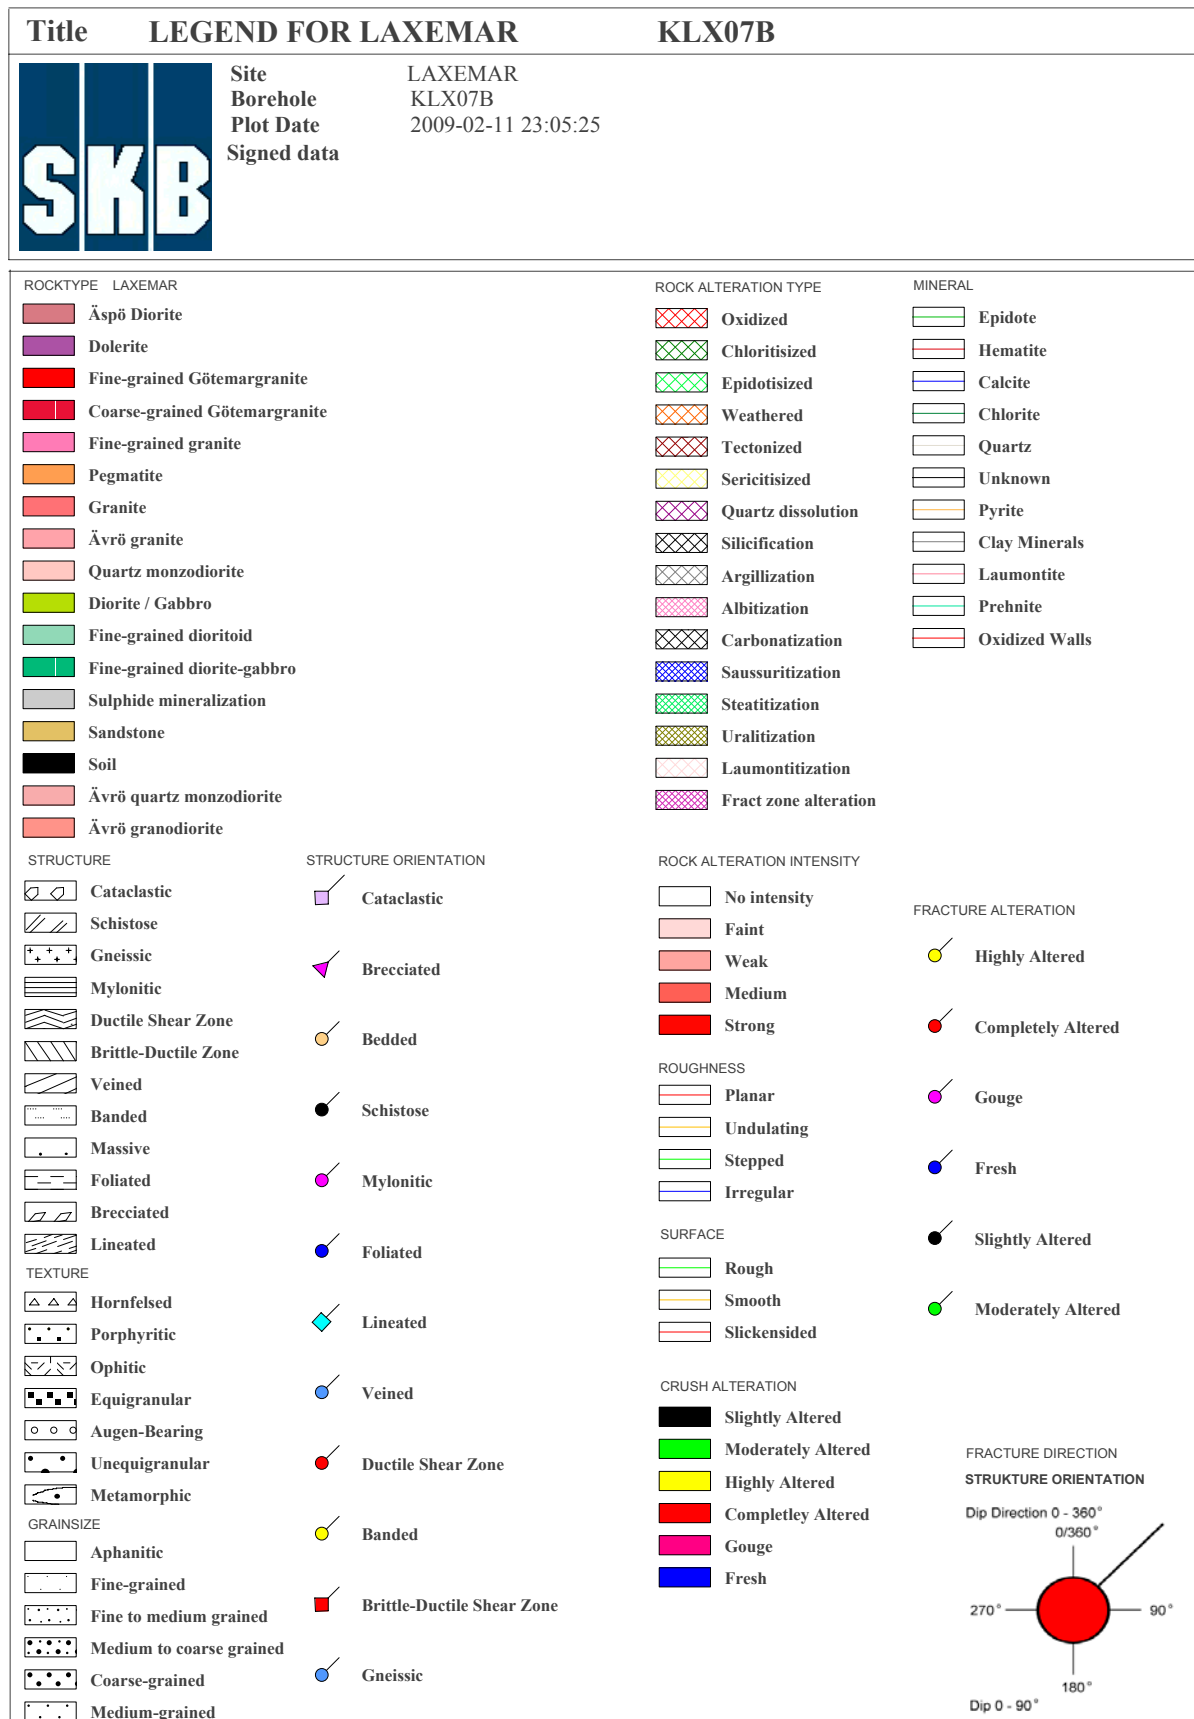 Title LEGEND FOR LAXEMAR KLX07B
SKB
Site LAXEMAR
Borehole KLX07B
Plot Date 2009-02-11 23:05:25
Signed data
ROCKTYPE LAXEMAR
Äspö Diorite
Dolerite
Fine-grained Götemargranite
Coarse-grained Götemargranite
Fine-grained granite
Pegmatite
Granite
Ävrö granite
Quartz monzodiorite
Diorite / Gabbro
Fine-grained dioritoid
Fine-grained diorite-gabbro
Sulphide mineralization
Sandstone
Soil
Ävrö quartz monzodiorite
Ävrö granodiorite
ROCK ALTERATION TYPE
Oxidized
Chloritisized
Epidotisized
Weathered
Tectonized
Sericitisized
Quartz dissolution
Silicification
Argillization
Albitization
Carbonatization
Saussuritization
Steatitization
Uralitization
Laumontitization
Fract zone alteration
MINERAL
Epidote
Hematite
Calcite
Chlorite
Quartz
Unknown
Pyrite
Clay Minerals
Laumontite
Prehnite
Oxidized Walls
STRUCTURE
Cataclastic
Schistose
Gneissic
Mylonitic
Ductile Shear Zone
Brittle-Ductile Zone
Veined
Banded
Massive
Foliated
Brecciated
Lineated
TEXTURE
Hornfelsed
Porphyritic
Ophitic
Equigranular
Augen-Bearing
Unequigranular
Metamorphic
GRAINSIZE
Aphanitic
Fine-grained
Fine to medium grained
Medium to coarse grained
Coarse-grained
Medium-grained
STRUCTURE ORIENTATION
Cataclastic
Brecciated
Bedded
Schistose
Mylonitic
Foliated
Lineated
Veined
Ductile Shear Zone
Banded
Brittle-Ductile Shear Zone
Gneissic
ROCK ALTERATION INTENSITY
No intensity
Faint
Weak
Medium
Strong
ROUGHNESS
Planar
Undulating
Stepped
Irregular
SURFACE
Rough
Smooth
Slickensided
CRUSH ALTERATION
Slightly Altered
Moderately Altered
Highly Altered
Completley Altered
Gouge
Fresh
FRACTURE ALTERATION
Highly Altered
Completely Altered
Gouge
Fresh
Slightly Altered
Moderately Altered
FRACTURE DIRECTION
STRUKTURE ORIENTATION
Dip Direction 0 - 360°
0/360°
270°
90°
180°
Dip 0 - 90°